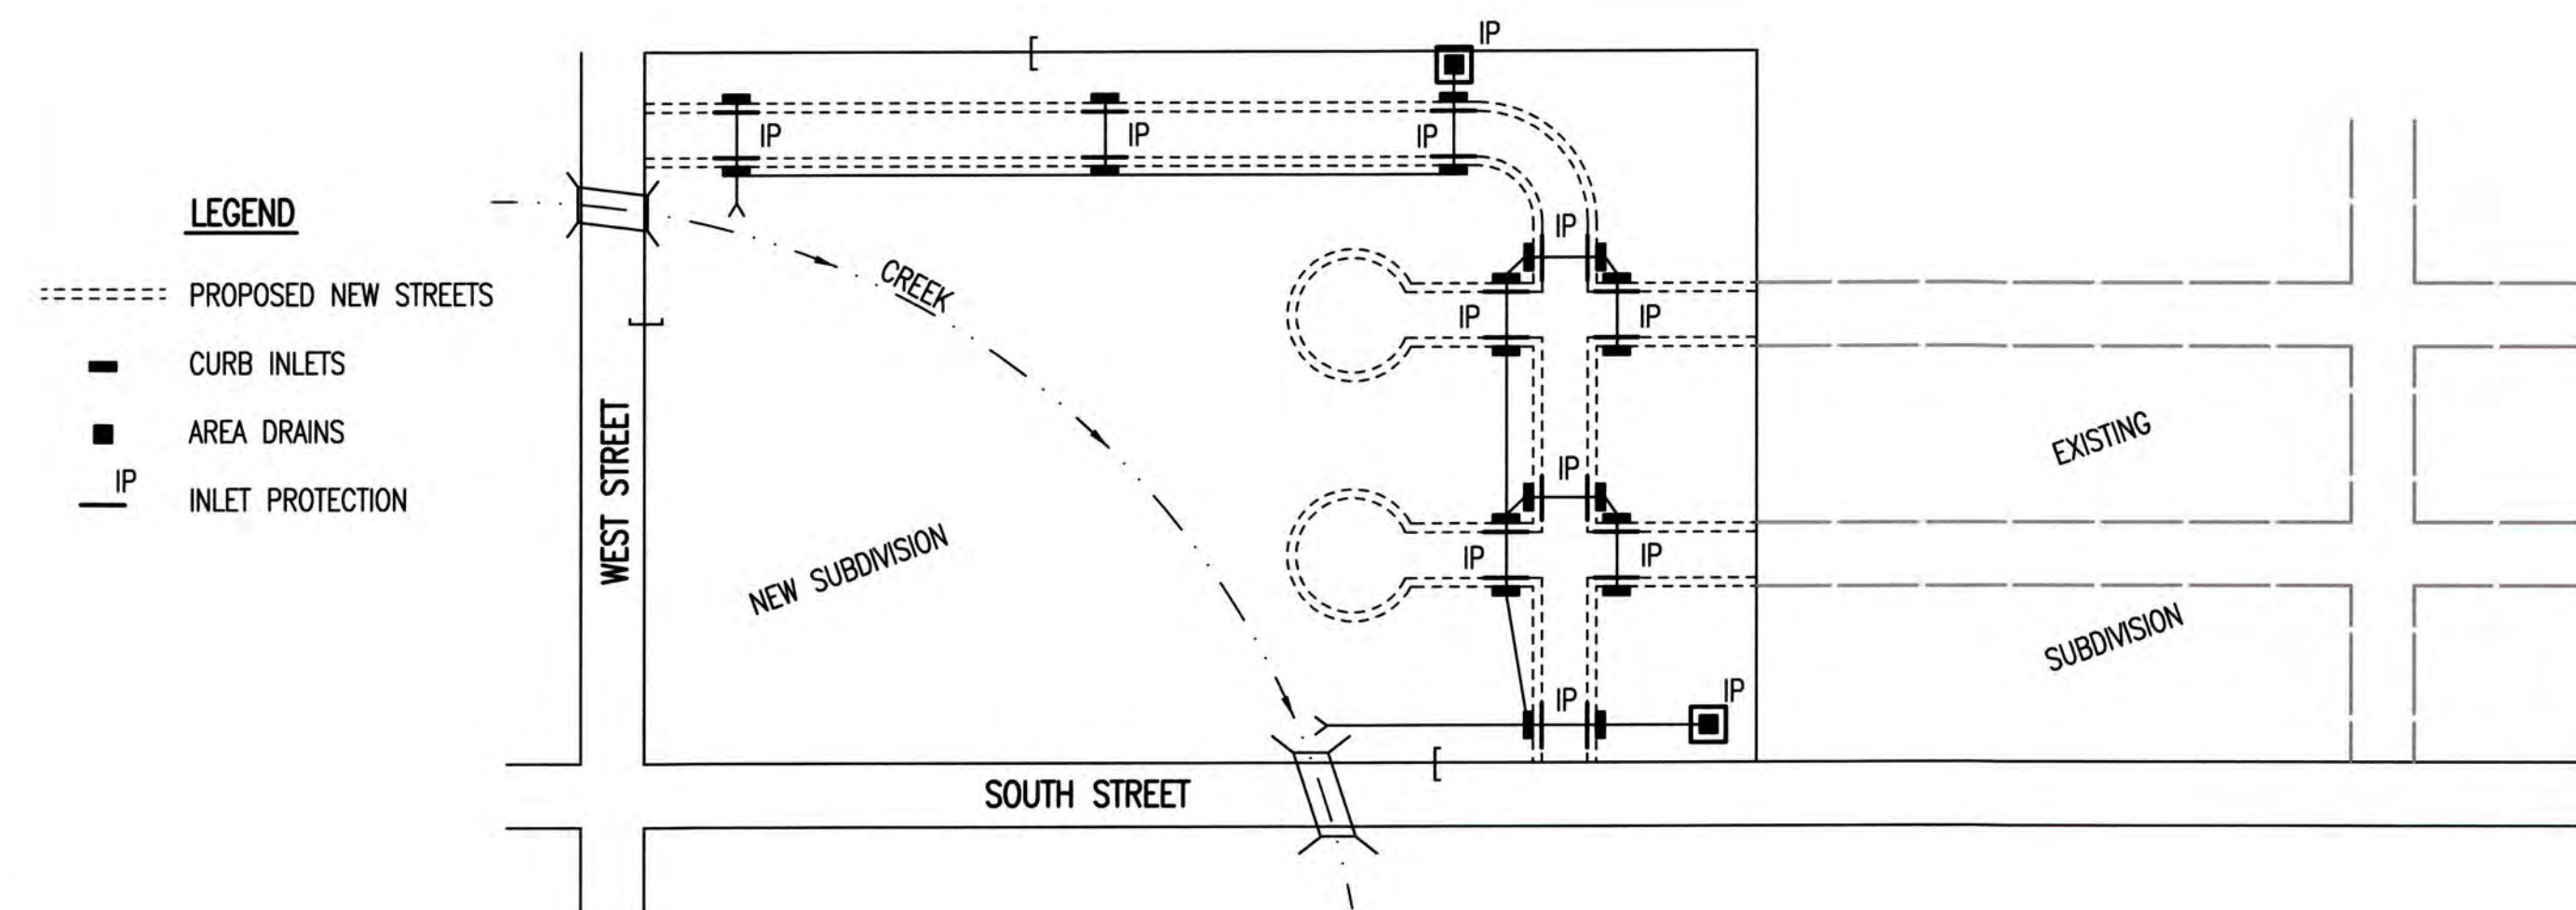 LEGEND
PROPOSED NEW STREETS
CURB INLETS
AREA DRAINS
IP
INLET PROTECTION
WEST STREET
IP
IP
IP
IP
CREEK
IP
IP
IP
EXISTING
NEW SUBDIVISION
IP
IP
IP
SUBDIVISION
IP
IP
SOUTH STREET